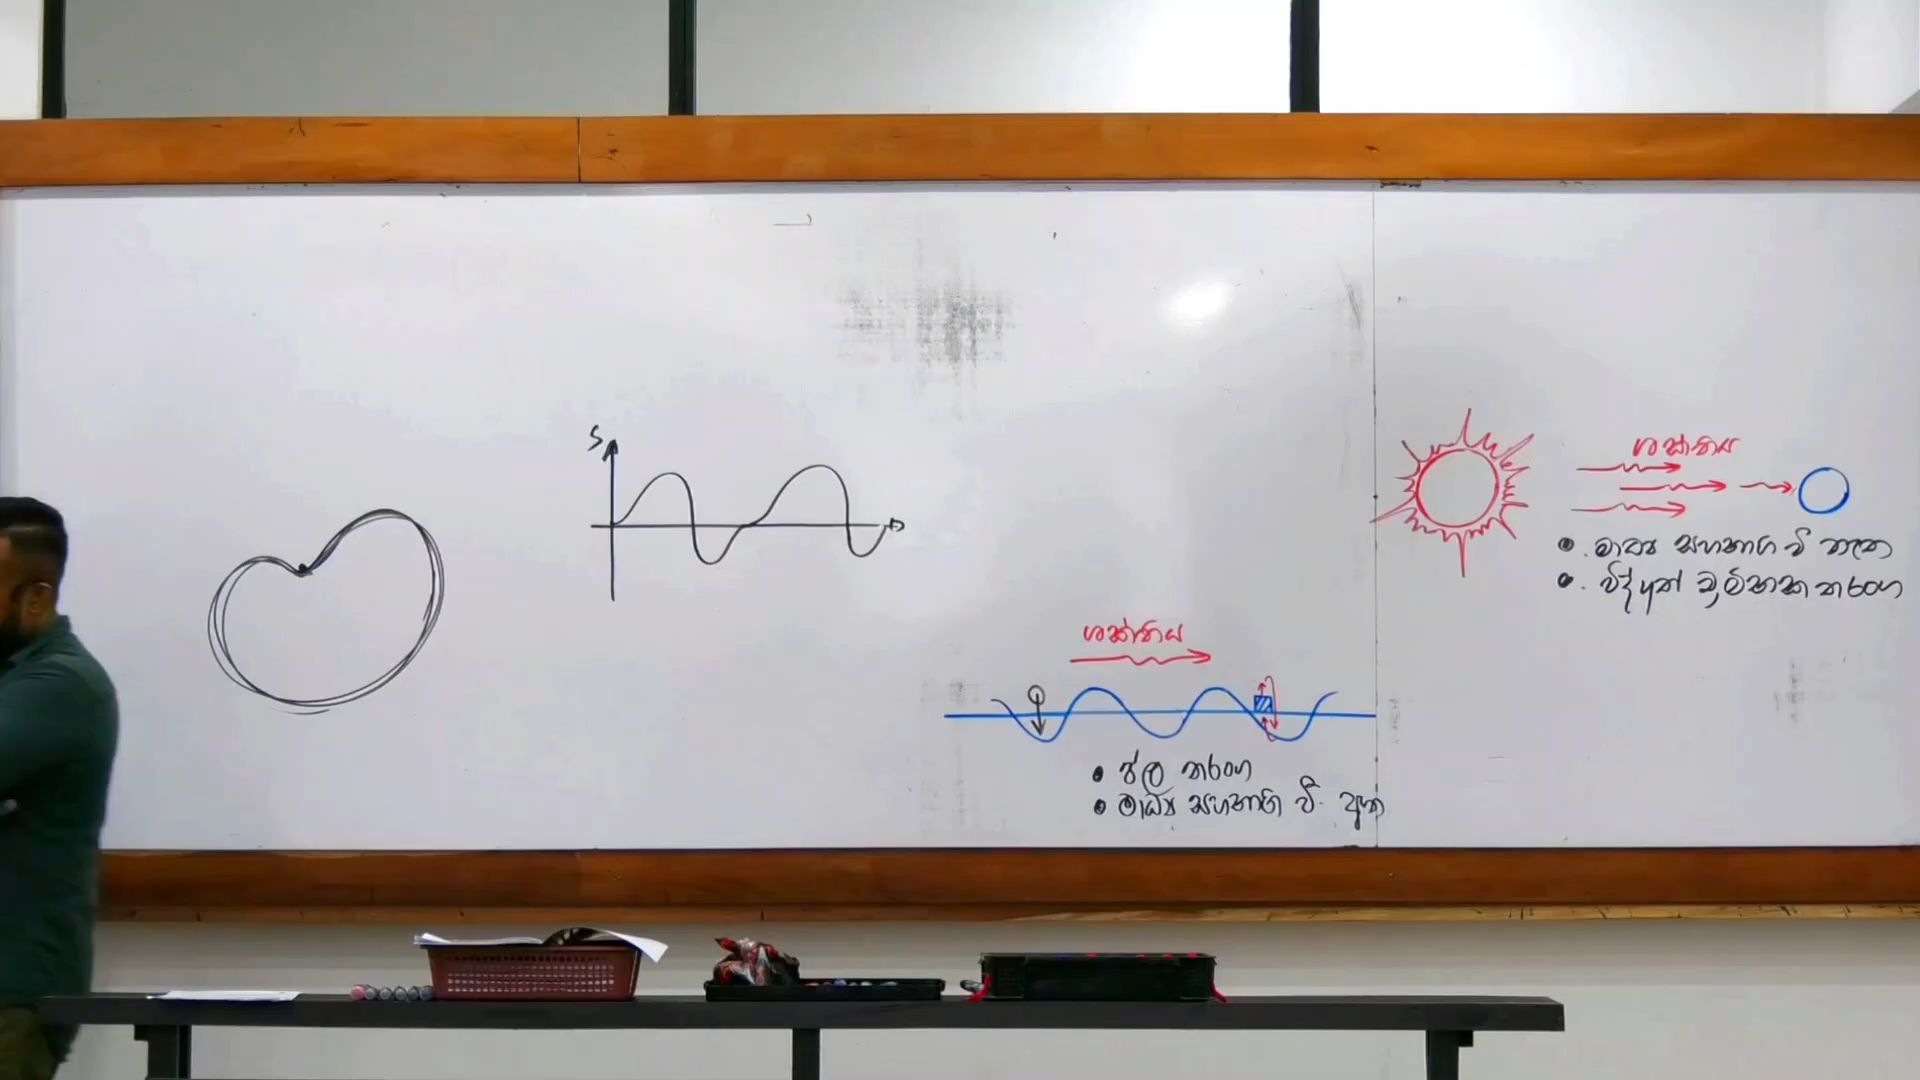 S
ශක්තිය
• ජල තරංග
• මාධ්‍ය සහභාගි වී ඇත
ශක්තිය
• මාධ්‍ය සහභාගි වී නැත
• විද්‍යුත් චුම්භක තරංග